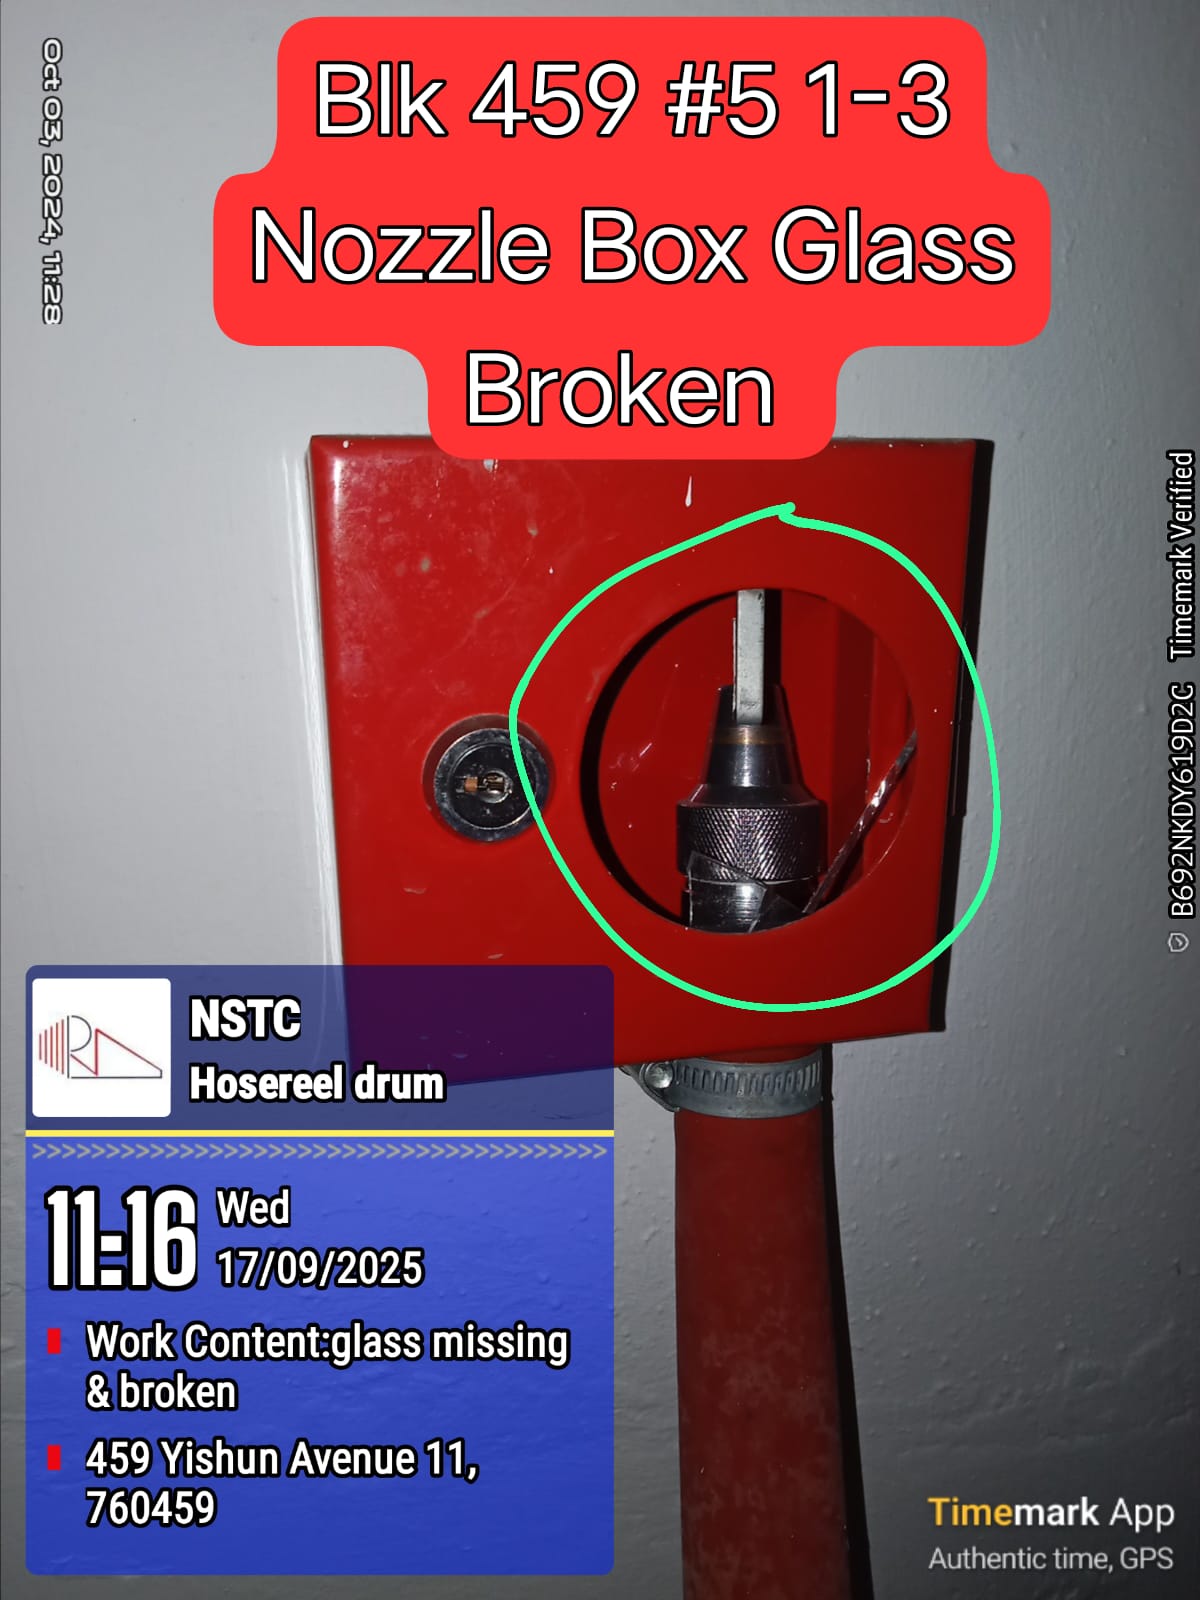 Oct 03, 2024, 11:28
Blk 459 #5 1-3
Nozzle Box Glass
Broken
B692NKDY619D2C Timemark Verified
NSTC
Hosereel drum
>>>>>>>>>>>>>>>>>>>>>>>>>>>>>>>>>>>>>>>>>>>
11:16
Wed
17/09/2025
Work Content:glass missing
& broken
459 Yishun Avenue 11,
760459
Timemark App
Authentic time, GPS